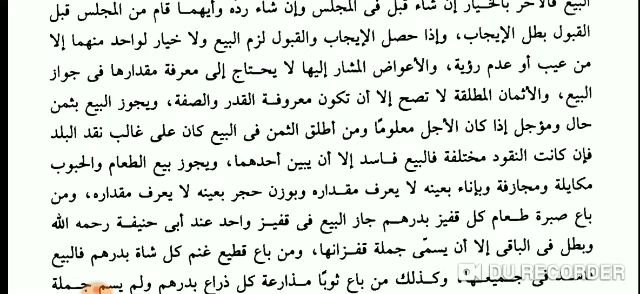 البيع فالآخر بالخيار إن شاء قبل فى المجلس وإن شاء رده وأيهما قام من المجلس قبل
القبول بطل الإيجاب، وإذا حصل الإيجاب والقبول لزم البيع ولا خيار لواحد منهما إلا
من عيب أو عدم رؤية، والأعواض المشار إليها لا يحتاج إلى معرفة مقدارها فى جواز
البيع، والأثمان المطلقة لا تصح إلا أن تكون معروفة القدر والصفة، ويجوز البيع بثمن
حال ومؤجل إذا كان الأجل معلومًا ومن أطلق الثمن فى البيع كان على غالب نقد البلد
فإن كانت النقود مختلفة فالبيع فاسد إلا أن يبين أحدهما، ويجوز بيع الطعام والحبوب
مكايلة ومجازفة وبإناء بعينه لا يعرف مقداره وبوزن حجر بعينه لا يعرف مقداره، ومن
باع صبرة طعام كل قفيز بدرهم جاز البيع فى قفيز واحد عند أبى حنيفة رحمه الله
وبطل فى الباقى إلا أن يسمّى جملة قفزانها، ومن باع قطيع غنم كل شاة بدرهم فالبيع
فاسد فى جميعها، وكذلك من باع ثوبًا مذارعة كل ذراع بدرهم ولم يسم جملة
DU RECORDER